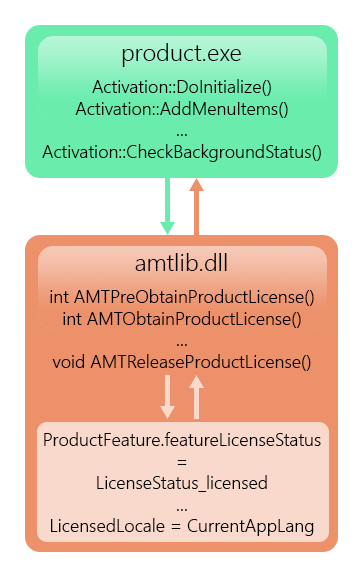 product.exe
Activation::DoInitialize()
Activation::AddMenuItems()
...
Activation::CheckBackgroundStatus()
amtlib.dll
int AMTPreObtainProductLicense()
int AMTObtainProductLicense()
...
void AMTReleaseProductLicense()
ProductFeature.featureLicenseStatus
=
LicenseStatus_licensed
...
LicensedLocale = CurrentAppLang